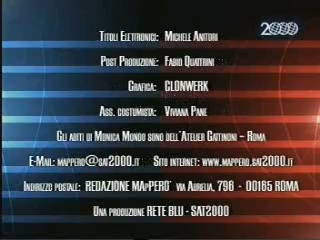 2000
Titoli Elettronici: Michele Anitori
Post Produzione: Fabio Quattrini
Grafica: CLONWERK
Ass. costumista: Viviana Pane
Gli abiti di Monica Mondo sono dell'Atelier Gattinoni – Roma
E-Mail: mappero@sat2000.it Sito internet: www.mappero.sat2000.it
Indirizzo postale: REDAZIONE MAPPERO' via Aurelia, 796 - 00165 ROMA
Una produzione RETE BLU - SAT2000